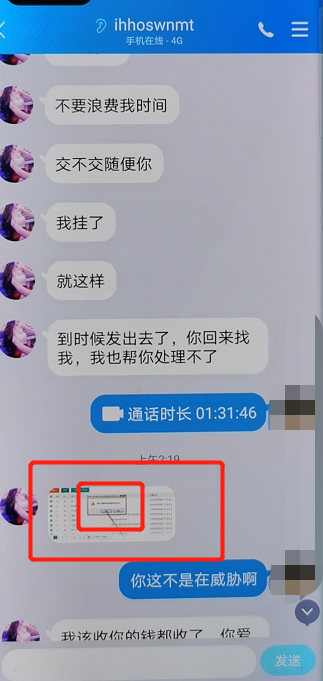 ihhoswnmt
手机在线 - 4G
不要浪费我时间
交不交随便你
我挂了
就这样
到时候发出去了，你回来找
我，我也帮你处理不了
通话时长 01:31:46
上午2:19
你这不是在威胁啊
我该收你的钱都收了，你爱
发送